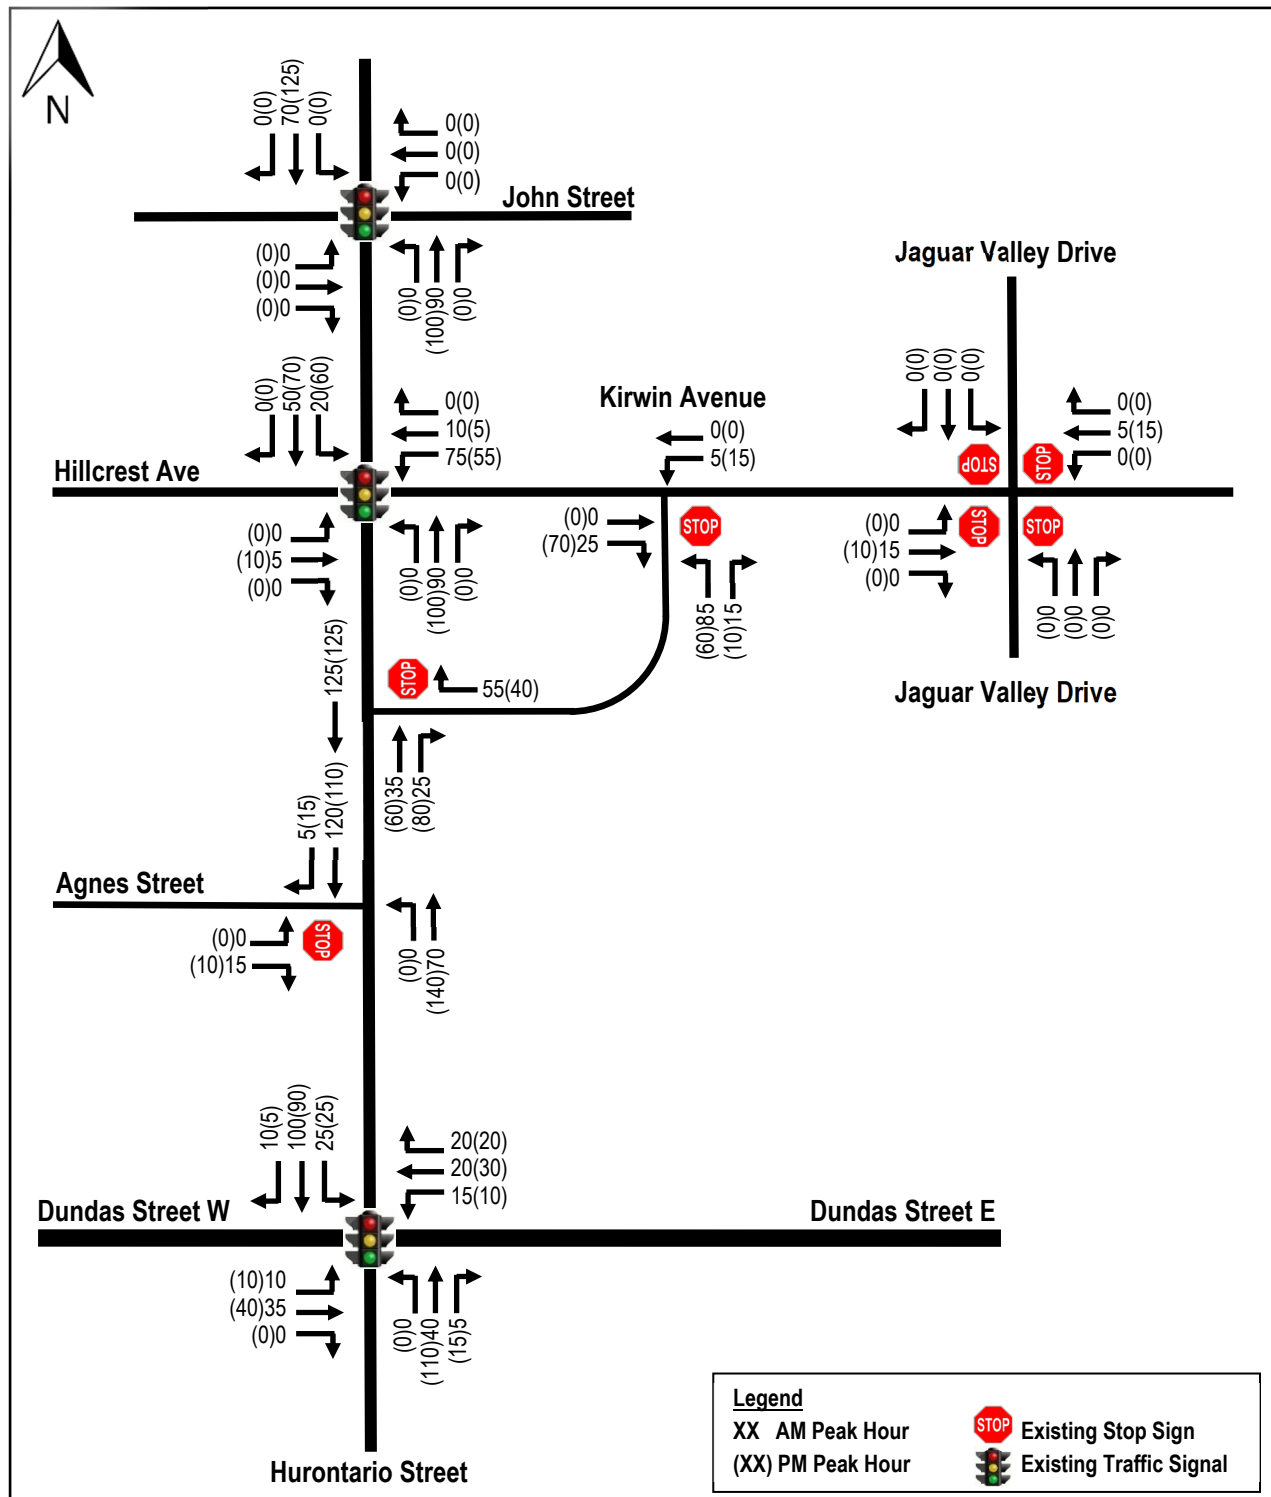 N
0(0)
70(125)
0(0)
0(0)
0(0)
0(0)
John Street
(0)0
(0)0
(0)0
(0)0
(100)90
(0)0
Jaguar Valley Drive
0(0)
50(70)
20(60)
0(0)
10(5)
75(55)
Kirwin Avenue
0(0)
5(15)
0(0)
0(0)
0(0)
0(0)
5(15)
0(0)
Hillcrest Ave
STOP
STOP
(0)0
(10)5
(0)0
(0)0
(100)90
(0)0
(0)0
(70)25
STOP
(60)85
(10)15
(0)0
(10)15
(0)0
STOP
STOP
(0)0
(0)0
(0)0
125(125)
STOP
55(40)
Jaguar Valley Drive
(60)35
(80)25
5(15)
120(110)
Agnes Street
(0)0
(10)15
STOP
(0)0
(140)70
10(5)
100(90)
25(25)
20(20)
20(30)
15(10)
Dundas Street W
Dundas Street E
(10)10
(40)35
(0)0
(0)0
(110)40
(15)5
Hurontario Street
Legend
XX AM Peak Hour
(XX) PM Peak Hour
STOP Existing Stop Sign
Existing Traffic Signal